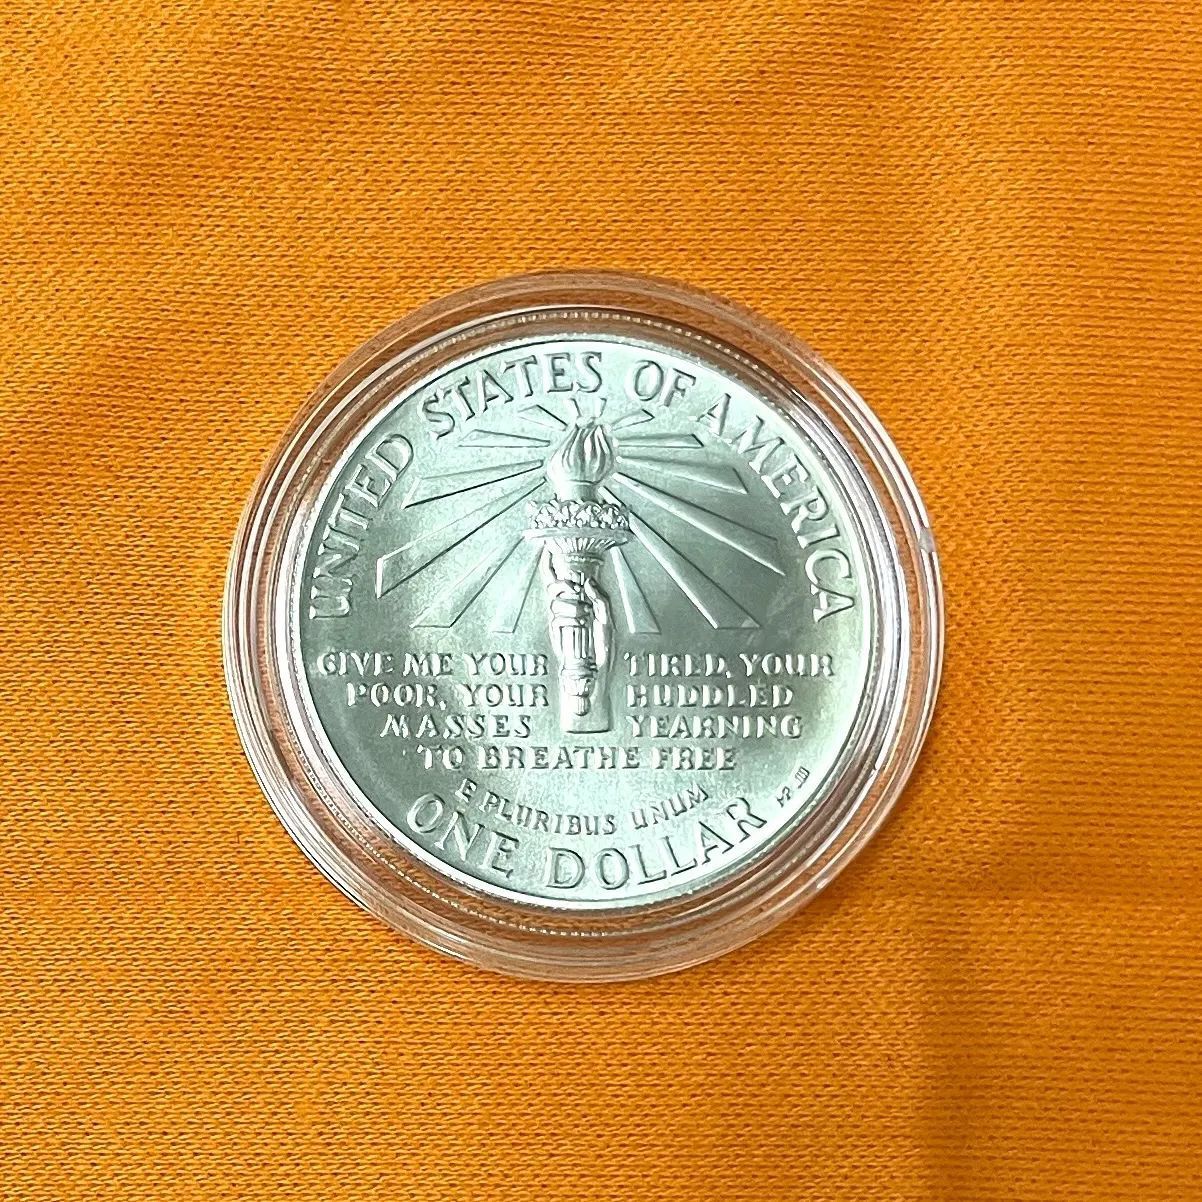 UNITED STATES OF AMERICA
GIVE ME YOUR TIRED, YOUR
POOR, YOUR HUDDLED
MASSES YEARNING
TO BREATHE FREE
E PLURIBUS UNUM
ONE DOLLAR